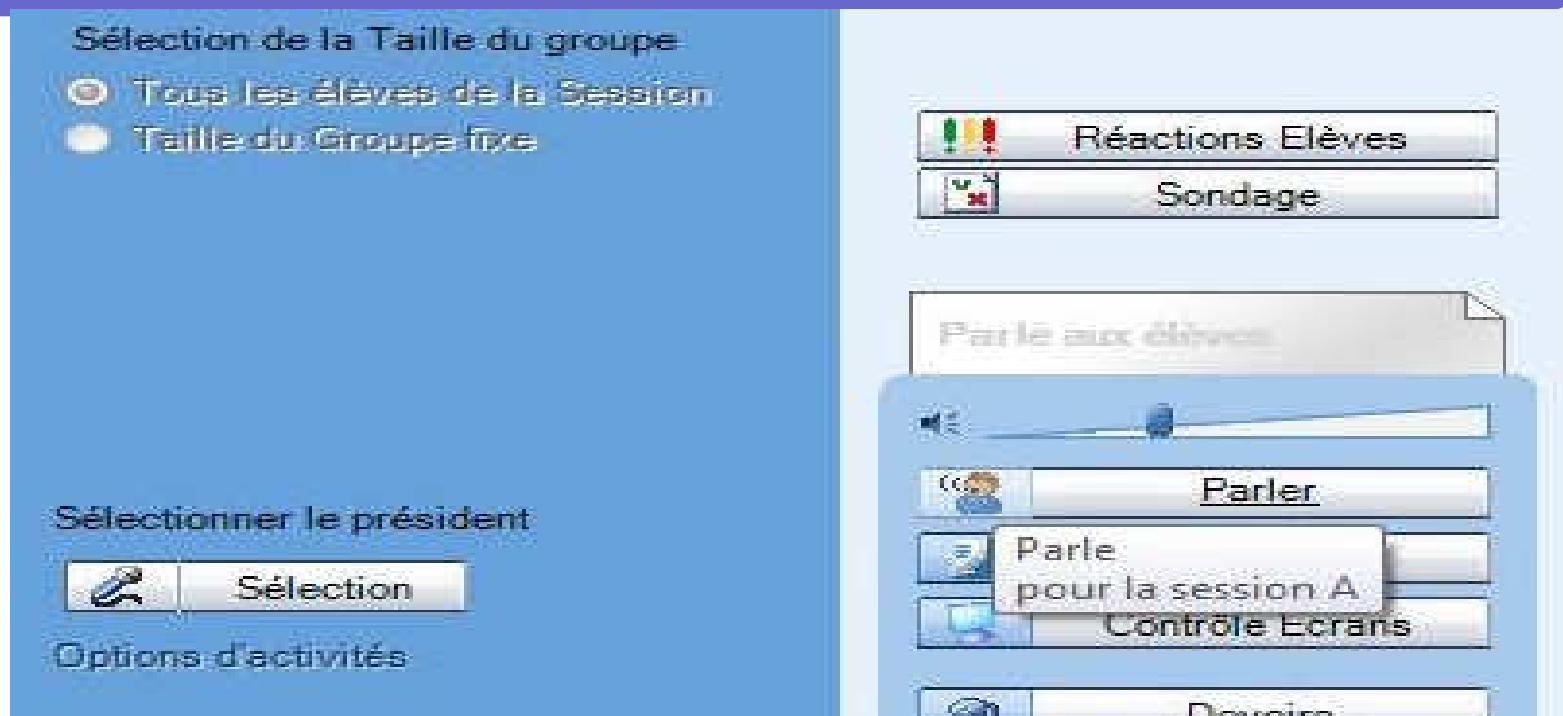 Sélection de la Taille du groupe
Tous les élèves de la Session
Taille du Groupe fixe
Sélectionner le président
Sélection
Options d'activités
Réactions Elèves
Sondage
Parle aux élèves
Parler
Parle
pour la session A
Contrôle Ecrans
Devoirs